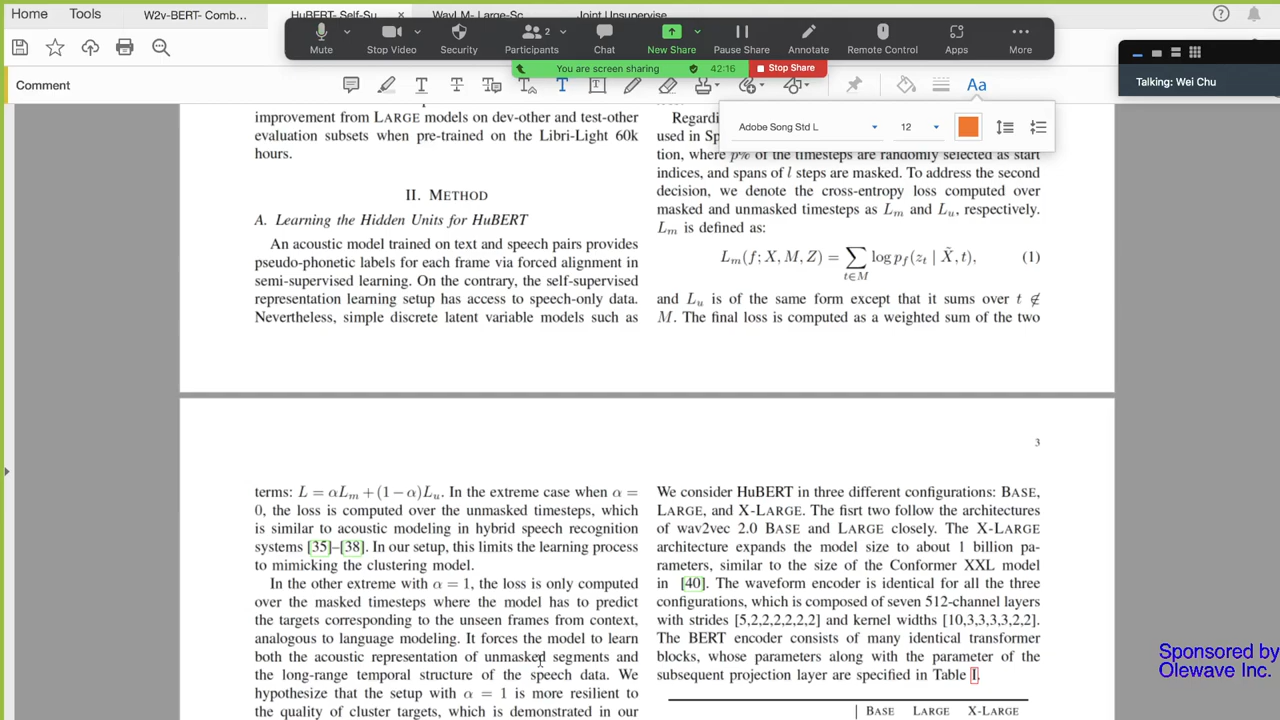 Home
Tools
W2v-BERT- Comb...
HuBERT- Self-Su
WavLM- Large-Sc
Joint Unsupervise
Mute
Stop Video
Security
Participants
2
Chat
New Share
Pause Share
Annotate
Remote Control
Apps
More
You are screen sharing
42:16
Stop Share
Talking: Wei Chu
Comment
Aa
Adobe Song Std L
12
improvement from LARGE models on dev-other and test-other
evaluation subsets when pre-trained on the Libri-Light 60k
hours.
II. METHOD
A. Learning the Hidden Units for HuBERT
An acoustic model trained on text and speech pairs provides
pseudo-phonetic labels for each frame via forced alignment in
semi-supervised learning. On the contrary, the self-supervised
representation learning setup has access to speech-only data.
Nevertheless, simple discrete latent variable models such as
Regardi
used in Sp
tion, where p% of the timesteps are randomly selected as start
indices, and spans of l steps are masked. To address the second
decision, we denote the cross-entropy loss computed over
masked and unmasked timesteps as Lm and Lu, respectively.
Lm is defined as:
Lm(f; X, M, Z) = ∑t∈M log pf(zt | X̃, t), (1)
and Lu is of the same form except that it sums over t ∉
M. The final loss is computed as a weighted sum of the two
3
terms: L = αLm + (1 − α)Lu. In the extreme case when α =
0, the loss is computed over the unmasked timesteps, which
is similar to acoustic modeling in hybrid speech recognition
systems [35]–[38]. In our setup, this limits the learning process
to mimicking the clustering model.
In the other extreme with α = 1, the loss is only computed
over the masked timesteps where the model has to predict
the targets corresponding to the unseen frames from context,
analogous to language modeling. It forces the model to learn
both the acoustic representation of unmasked segments and
the long-range temporal structure of the speech data. We
hypothesize that the setup with α = 1 is more resilient to
the quality of cluster targets, which is demonstrated in our
We consider HuBERT in three different configurations: BASE,
LARGE, and X-LARGE. The fisrt two follow the architectures
of wav2vec 2.0 BASE and LARGE closely. The X-LARGE
architecture expands the model size to about 1 billion pa-
rameters, similar to the size of the Conformer XXL model
in [40]. The waveform encoder is identical for all the three
configurations, which is composed of seven 512-channel layers
with strides [5,2,2,2,2,2,2] and kernel widths [10,3,3,3,3,2,2].
The BERT encoder consists of many identical transformer
blocks, whose parameters along with the parameter of the
subsequent projection layer are specified in Table I.
BASE LARGE X-LARGE
Sponsored by
Olewave Inc.